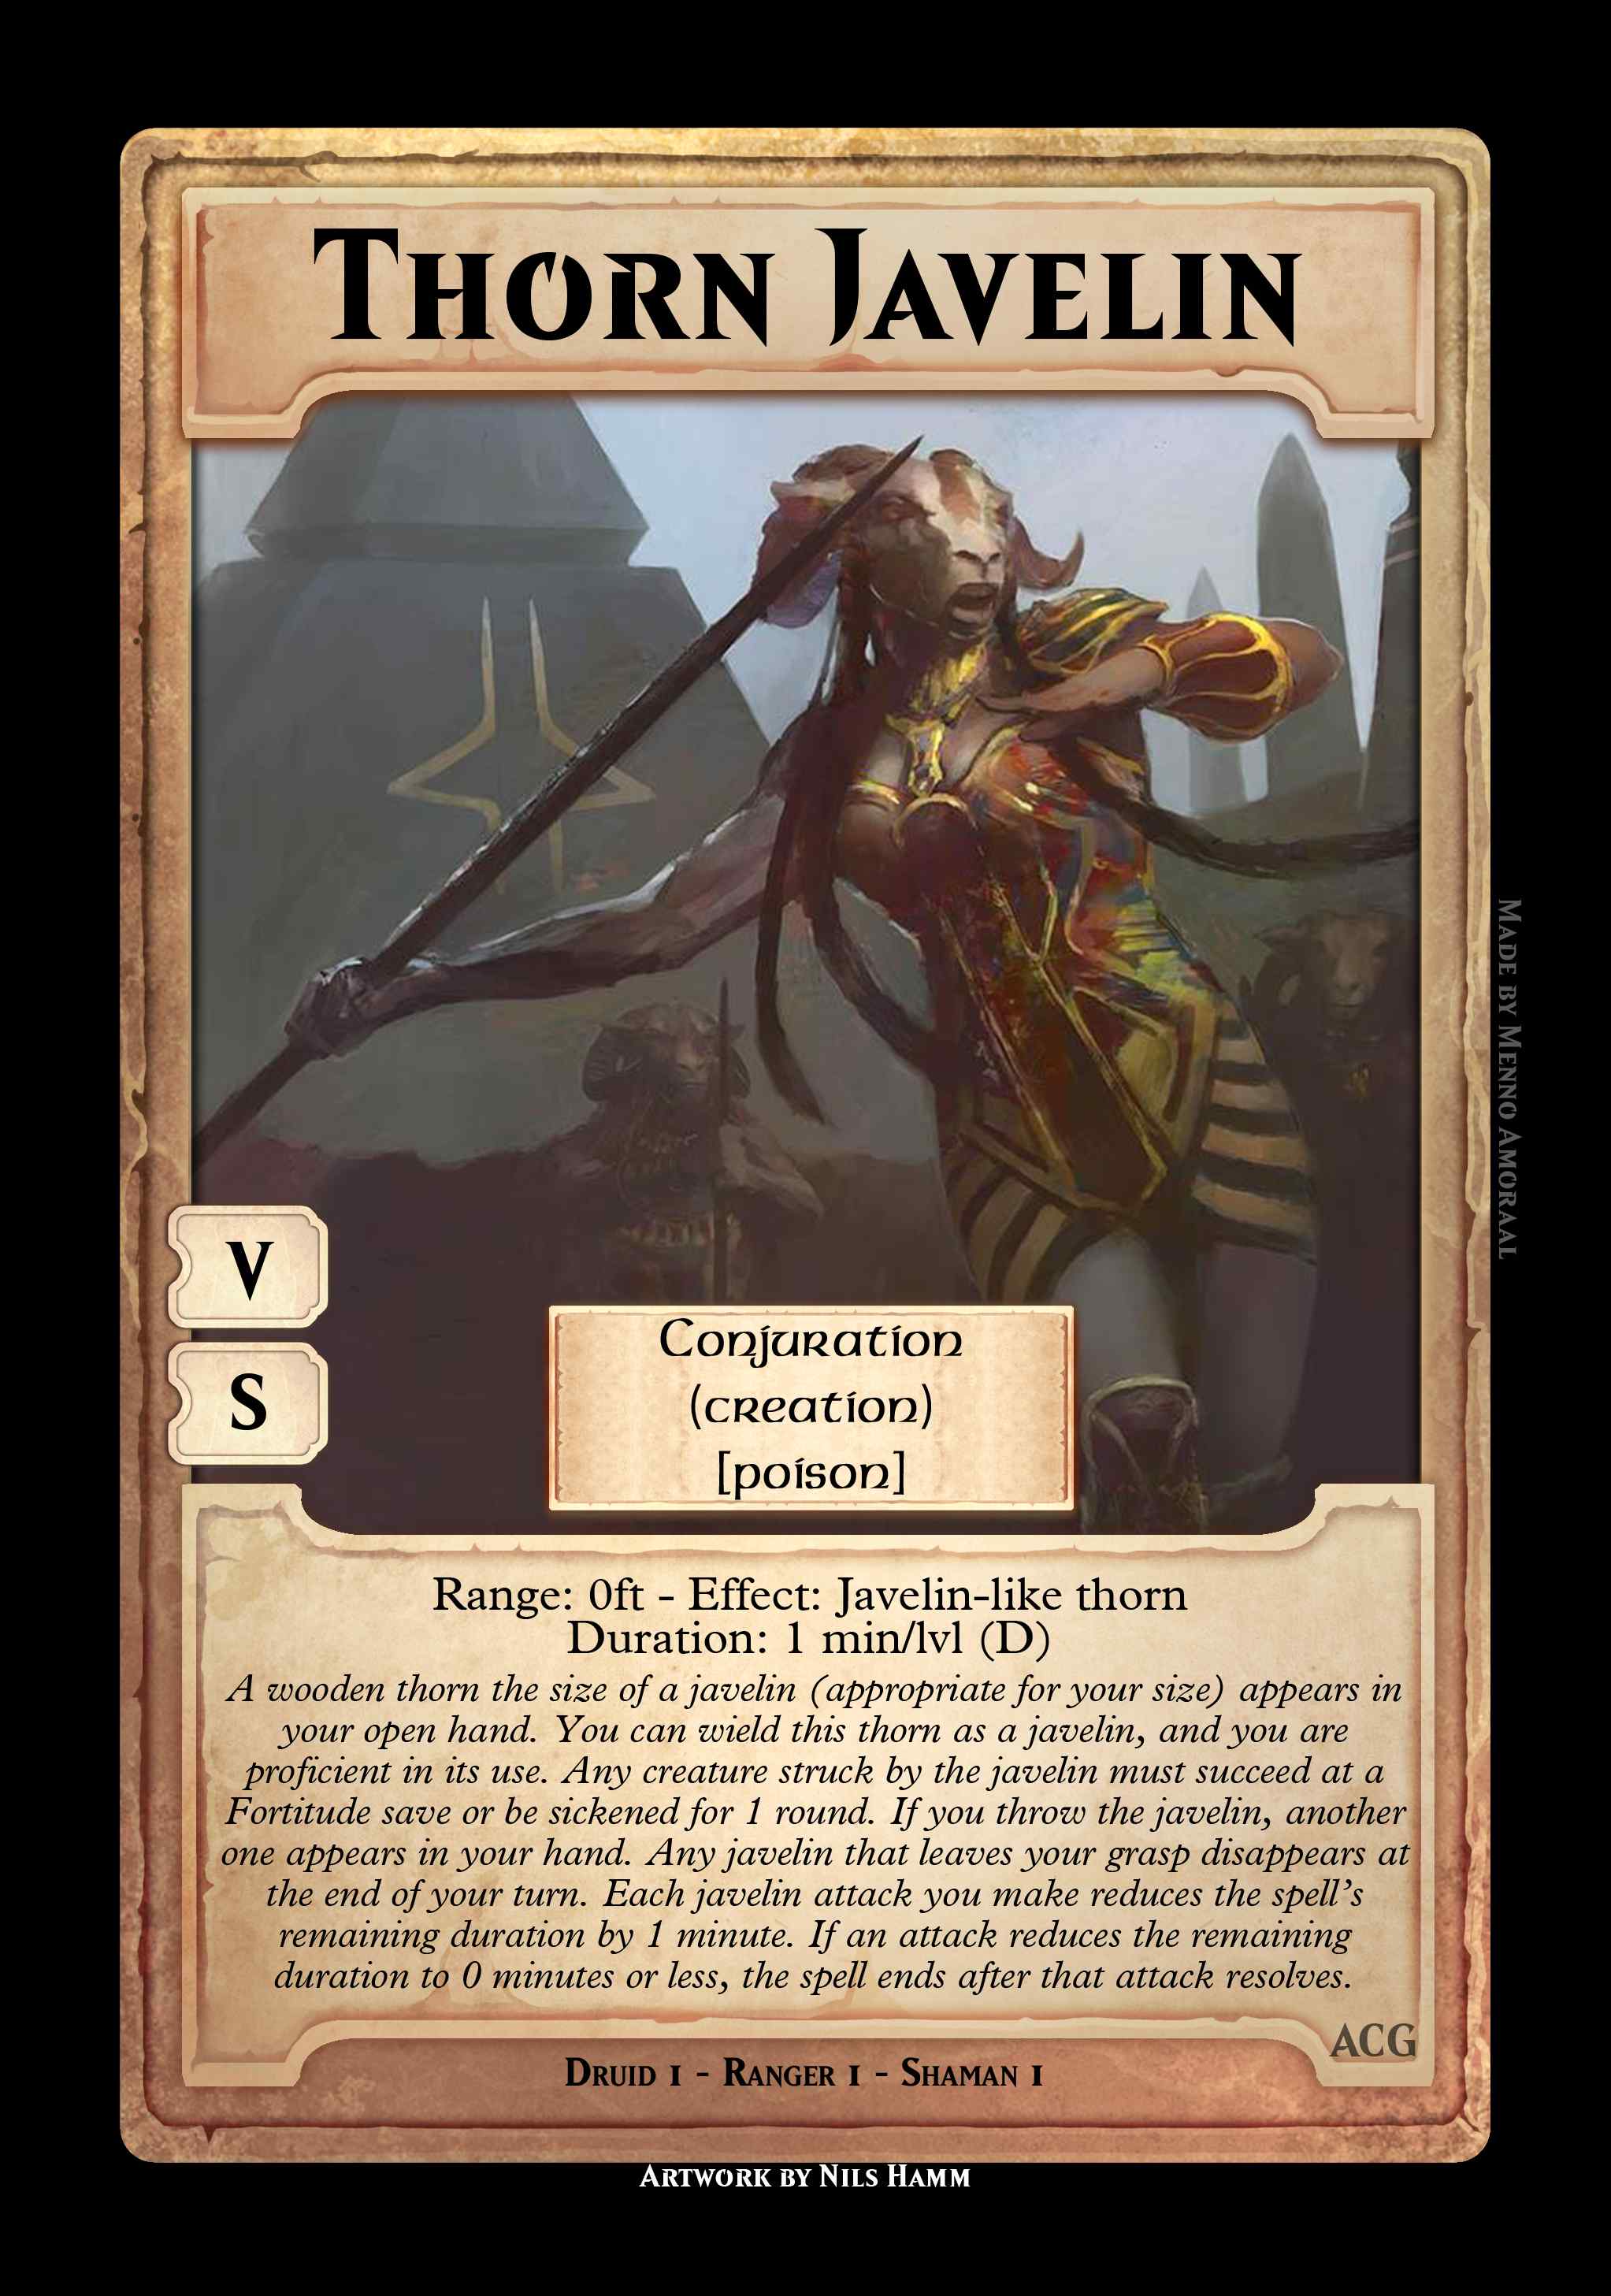 Thorn Javelin
V
S
Conjuration
(creation)
[poison]
Range: 0ft - Effect: Javelin-like thorn
Duration: 1 min/lvl (D)
A wooden thorn the size of a javelin (appropriate for your size) appears in
your open hand. You can wield this thorn as a javelin, and you are
proficient in its use. Any creature struck by the javelin must succeed at a
Fortitude save or be sickened for 1 round. If you throw the javelin, another
one appears in your hand. Any javelin that leaves your grasp disappears at
the end of your turn. Each javelin attack you make reduces the spell's
remaining duration by 1 minute. If an attack reduces the remaining
duration to 0 minutes or less, the spell ends after that attack resolves.
ACG
Druid 1 - Ranger 1 - Shaman 1
Artwork by Nils Hamm
Made by Menno Amoraal